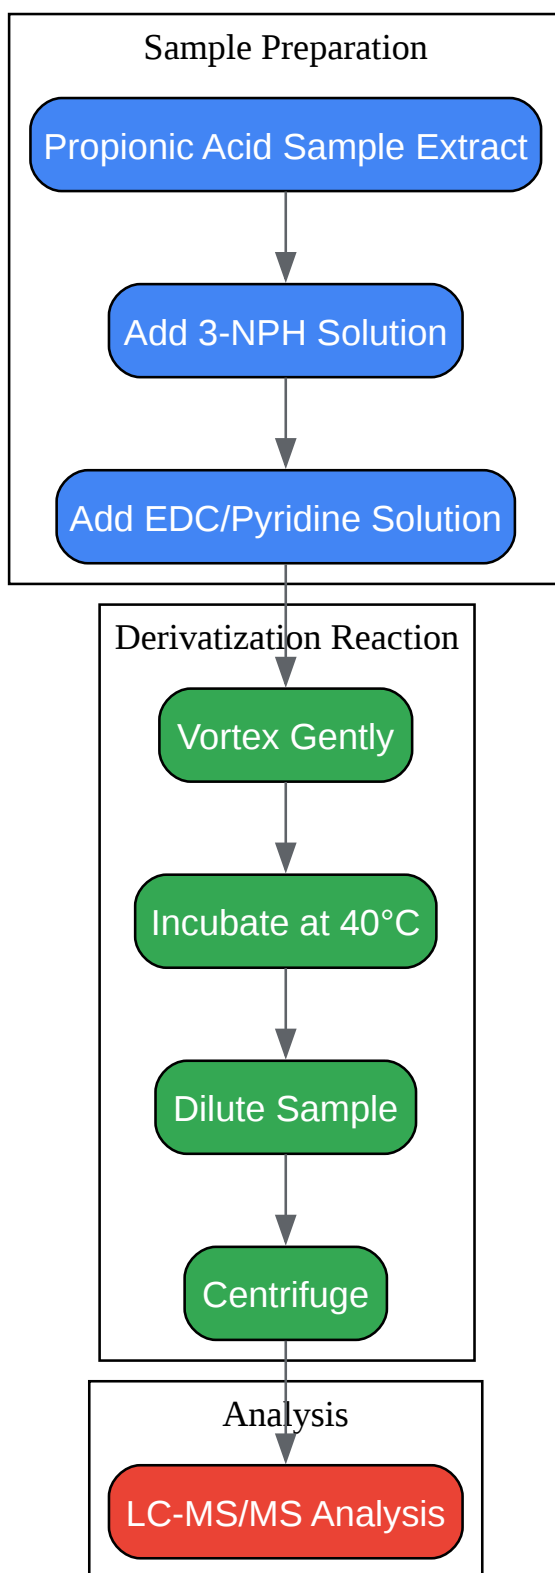 Sample Preparation
Propionic Acid Sample Extract
Add 3-NPH Solution
Add EDC/Pyridine Solution
Derivatization Reaction
Vortex Gently
Incubate at 40°C
Dilute Sample
Centrifuge
Analysis
LC-MS/MS Analysis